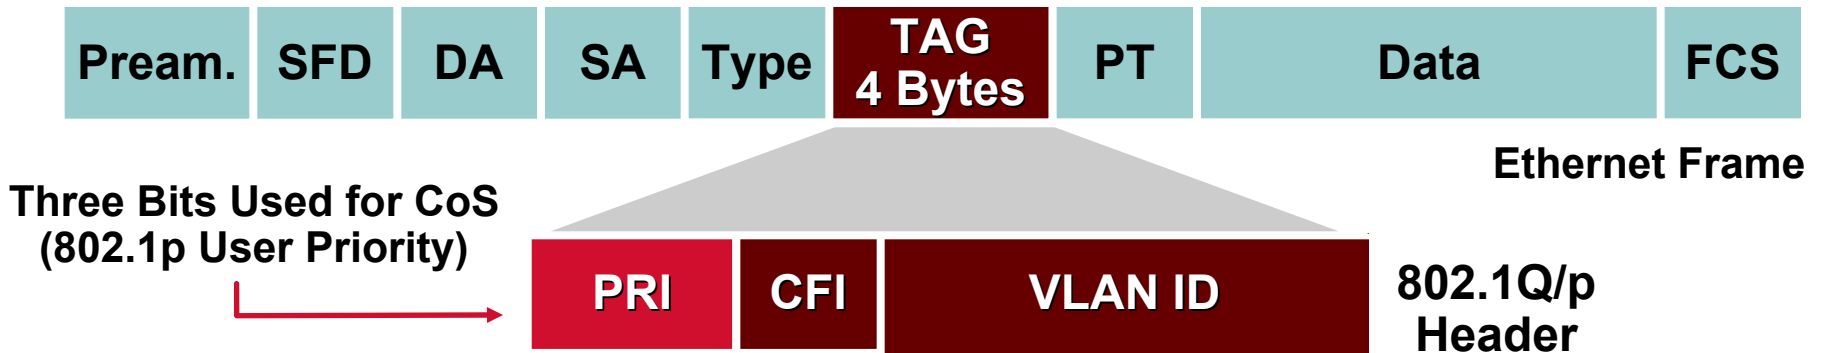 Pream. SFD DA SA Type TAG 4 Bytes PT Data FCS
Ethernet Frame
Three Bits Used for CoS
(802.1p User Priority)
PRI CFI VLAN ID
802.1Q/p
Header